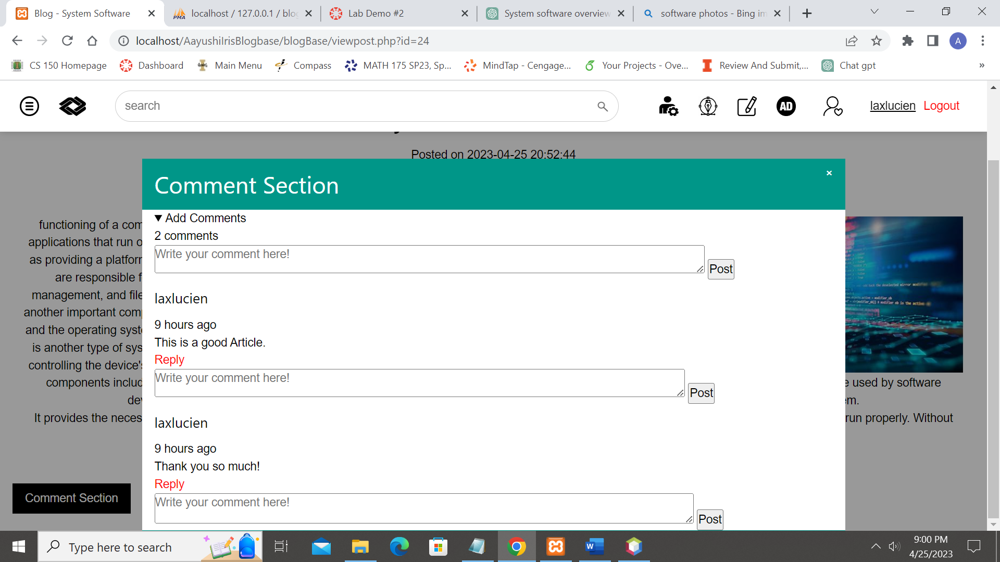 Blog - System Software
localhost / 127.0.0.1 / blog
Lab Demo #2
System software overview
software photos - Bing im
localhost/AayushiIrisBlogbase/blogBase/viewpost.php?id=24
A
CS 150 Homepage
Dashboard
Main Menu
Compass
MATH 175 SP23, Sp...
MindTap - Cengage...
Your Projects - Ove...
Review And Submit,...
Chat gpt
»
search
AD
laxlucien
Logout
Posted on 2023-04-25 20:52:44
Comment Section
×
▼ Add Comments
2 comments
Write your comment here!
Post
laxlucien
9 hours ago
This is a good Article.
Reply
Write your comment here!
Post
laxlucien
9 hours ago
Thank you so much!
Reply
Write your comment here!
Post
functioning of a com
applications that run o
as providing a platforr
are responsible f
management, and file
another important comp
and the operating syst
is another type of sys
controlling the device's
components includ
e used by software
dev
m.
It provides the neces
run properly. Without
Comment Section
Type here to search
9:00 PM
4/25/2023